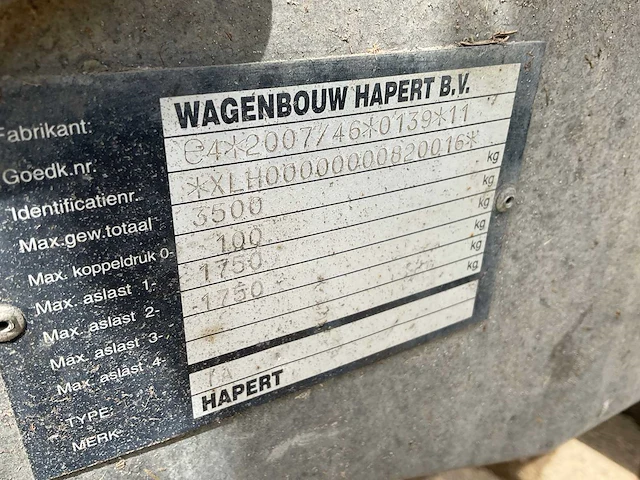 Fabrikant: WAGENBOUW HAPERT B.V.
Goedk.nr. e4*2007/46*0139*11
Identificatienr. *XLH00000000820016*
Max.gew.totaal 3500 kg
Max. koppeldruk 0- 100 kg
Max. aslast 1- 1750 kg
Max. aslast 2- 1750 kg
Max. aslast 3- kg
Max. aslast 4-
TYPE:
MERK: HAPERT